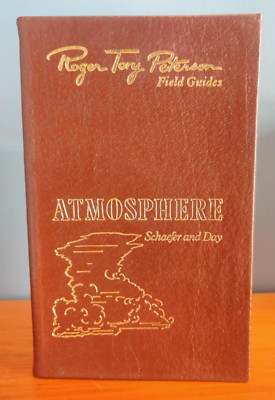 Roger Tory Peterson
Field Guides
ATMOSPHERE
Schaefer and Day